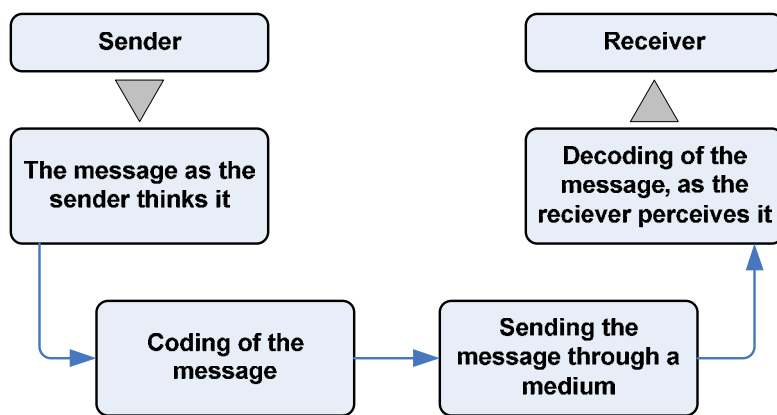 Sender
Receiver
The message as the
sender thinks it
Decoding of the
message, as the
reciever perceives it
Coding of the
message
Sending the
message through a
medium